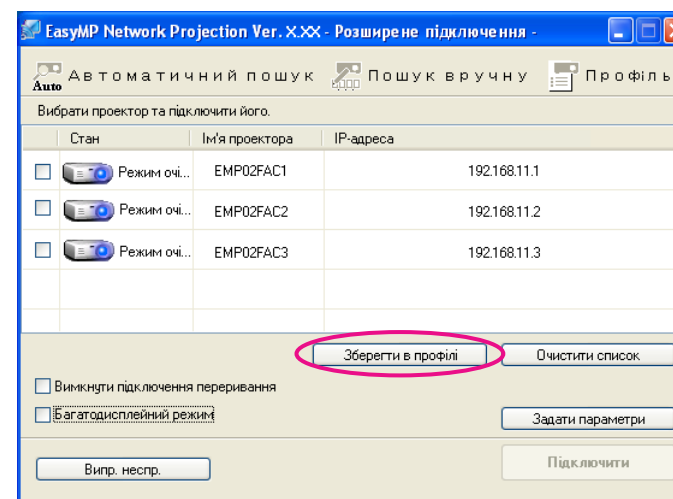 EasyMP Network Projection Ver. X.XX - Розширене підключення -
Auto Автоматичний пошук Пошук вручну Профіль
Вибрати проектор та підключити його.
Стан Ім'я проектора IP-адреса
Режим очі... EMP02FAC1 192.168.11.1
Режим очі... EMP02FAC2 192.168.11.2
Режим очі... EMP02FAC3 192.168.11.3
Зберегти в профілі Очистити список
Вимкнути підключення переривання
Багатодисплейний режим
Задати параметри
Випр. неспр. Підключити